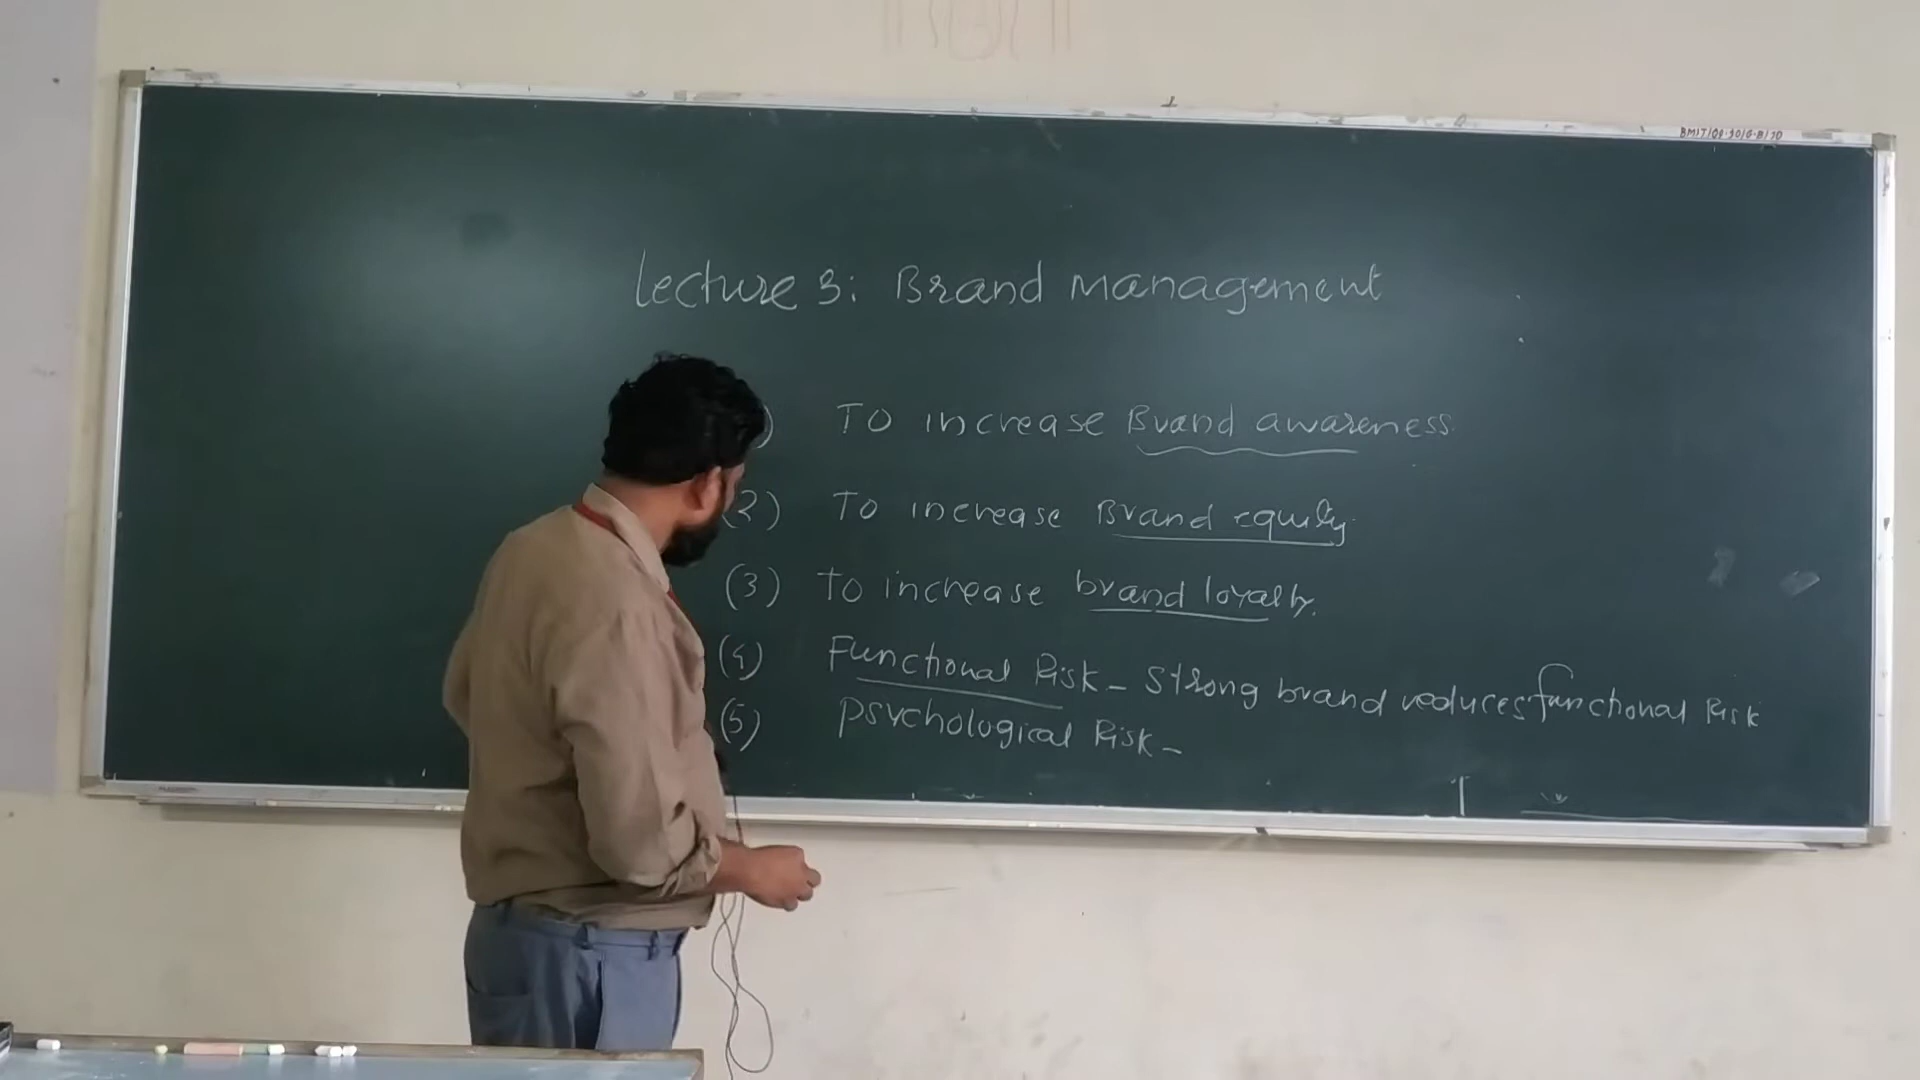 Lecture 3: Brand Management
) To increase Brand awareness.
(2) To increase Brand equity.
(3) To increase brand loyalty.
(4) Functional Risk - Strong brand reduces functional Risk
(5) Psychological Risk -